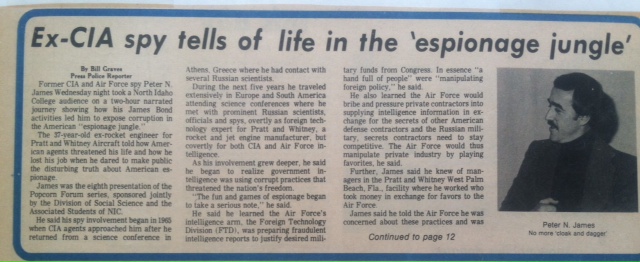 Ex-CIA spy tells of life in the 'espionage jungle'
By Bill Graves
Press Police Reporter
Former CIA and Air Force spy Peter N.
James Wednesday night took a North Idaho
College audience on a two-hour narrated
journey showing how his James Bond
activities led him to expose corruption in
the American "espionage jungle."
The 37-year-old ex-rocket engineer for
Pratt and Whitney Aircraft told how Amer-
ican agents threatened his life and how he
lost his job when he dared to make public
the disturbing truth about American es-
pionage.
James was the eighth presentation of the
Popcorn Forum series, sponsored jointly
by the Division of Social Science and the
Associated Students of NIC.
He said his spy involvement began in 1965
when CIA agents approached him after he
returned from a science conference in
Athens, Greece where he had contact with
several Russian scientists.
During the next five years he traveled
extensively in Europe and South America
attending science conferences where he
met with prominent Russian scientists,
officials and spys, overtly as foreign tech-
nology expert for Pratt and Whitney, a
rocket and jet engine manufacturer, but
covertly for both CIA and Air Force in-
telligence.
As his involvement grew deeper, he said
he began to realize government in-
telligence was using corrupt practices that
threatened the nation's freedom.
"The fun and games of espionage began
to take a serious note," he said.
He said he learned the Air Force's
intelligence arm, the Foreign Technology
Division (FTD), was preparing fraudulent
intelligence reports to justify desired mili-
tary funds from Congress. In essence "a
hand full of people" were "manipulating
foreign policy," he said.
He also learned the Air Force would
bribe and pressure private contractors into
supplying intelligence information in ex-
change for the secrets of other American
defense contractors and the Russian mili-
tary, secrets contractors need to stay
competitive. The Air Force would thus
manipulate private industry by playing
favorites, he said.
Further, James said he knew of man-
agers in the Pratt and Whitney West Palm
Beach, Fla., facility where he worked who
took money in exchange for favors to the
Air Force.
James said he told the Air Force he was
concerned about these practices and was
Continued to page 12
Peter N. James
No more 'cloak and dagger'